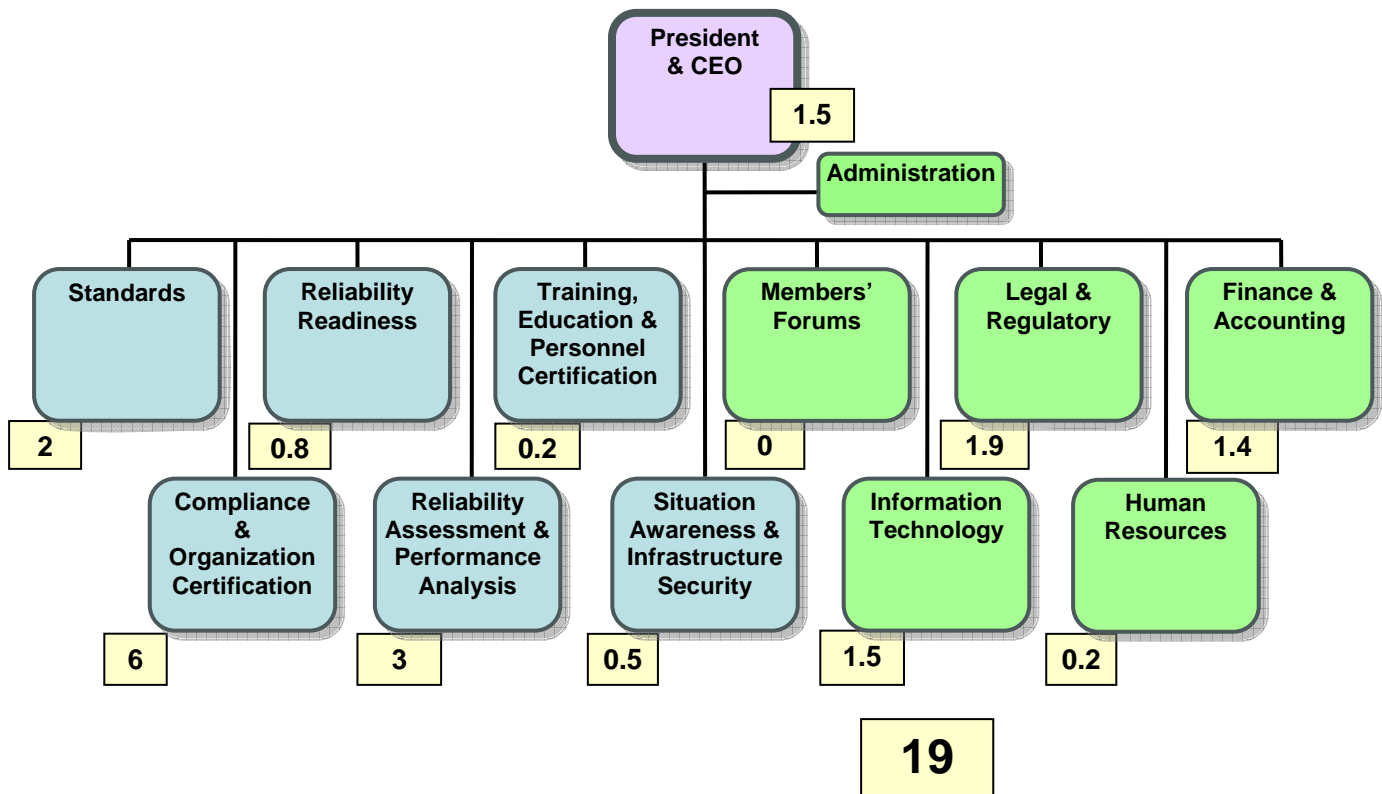 President
& CEO
1.5
Administration
Standards
2
Reliability
Readiness
0.8
Training,
Education &
Personnel
Certification
0.2
Members’
Forums
0
Legal &
Regulatory
1.9
Finance &
Accounting
1.4
Compliance
&
Organization
Certification
6
Reliability
Assessment &
Performance
Analysis
3
Situation
Awareness &
Infrastructure
Security
0.5
Information
Technology
1.5
Human
Resources
0.2
19